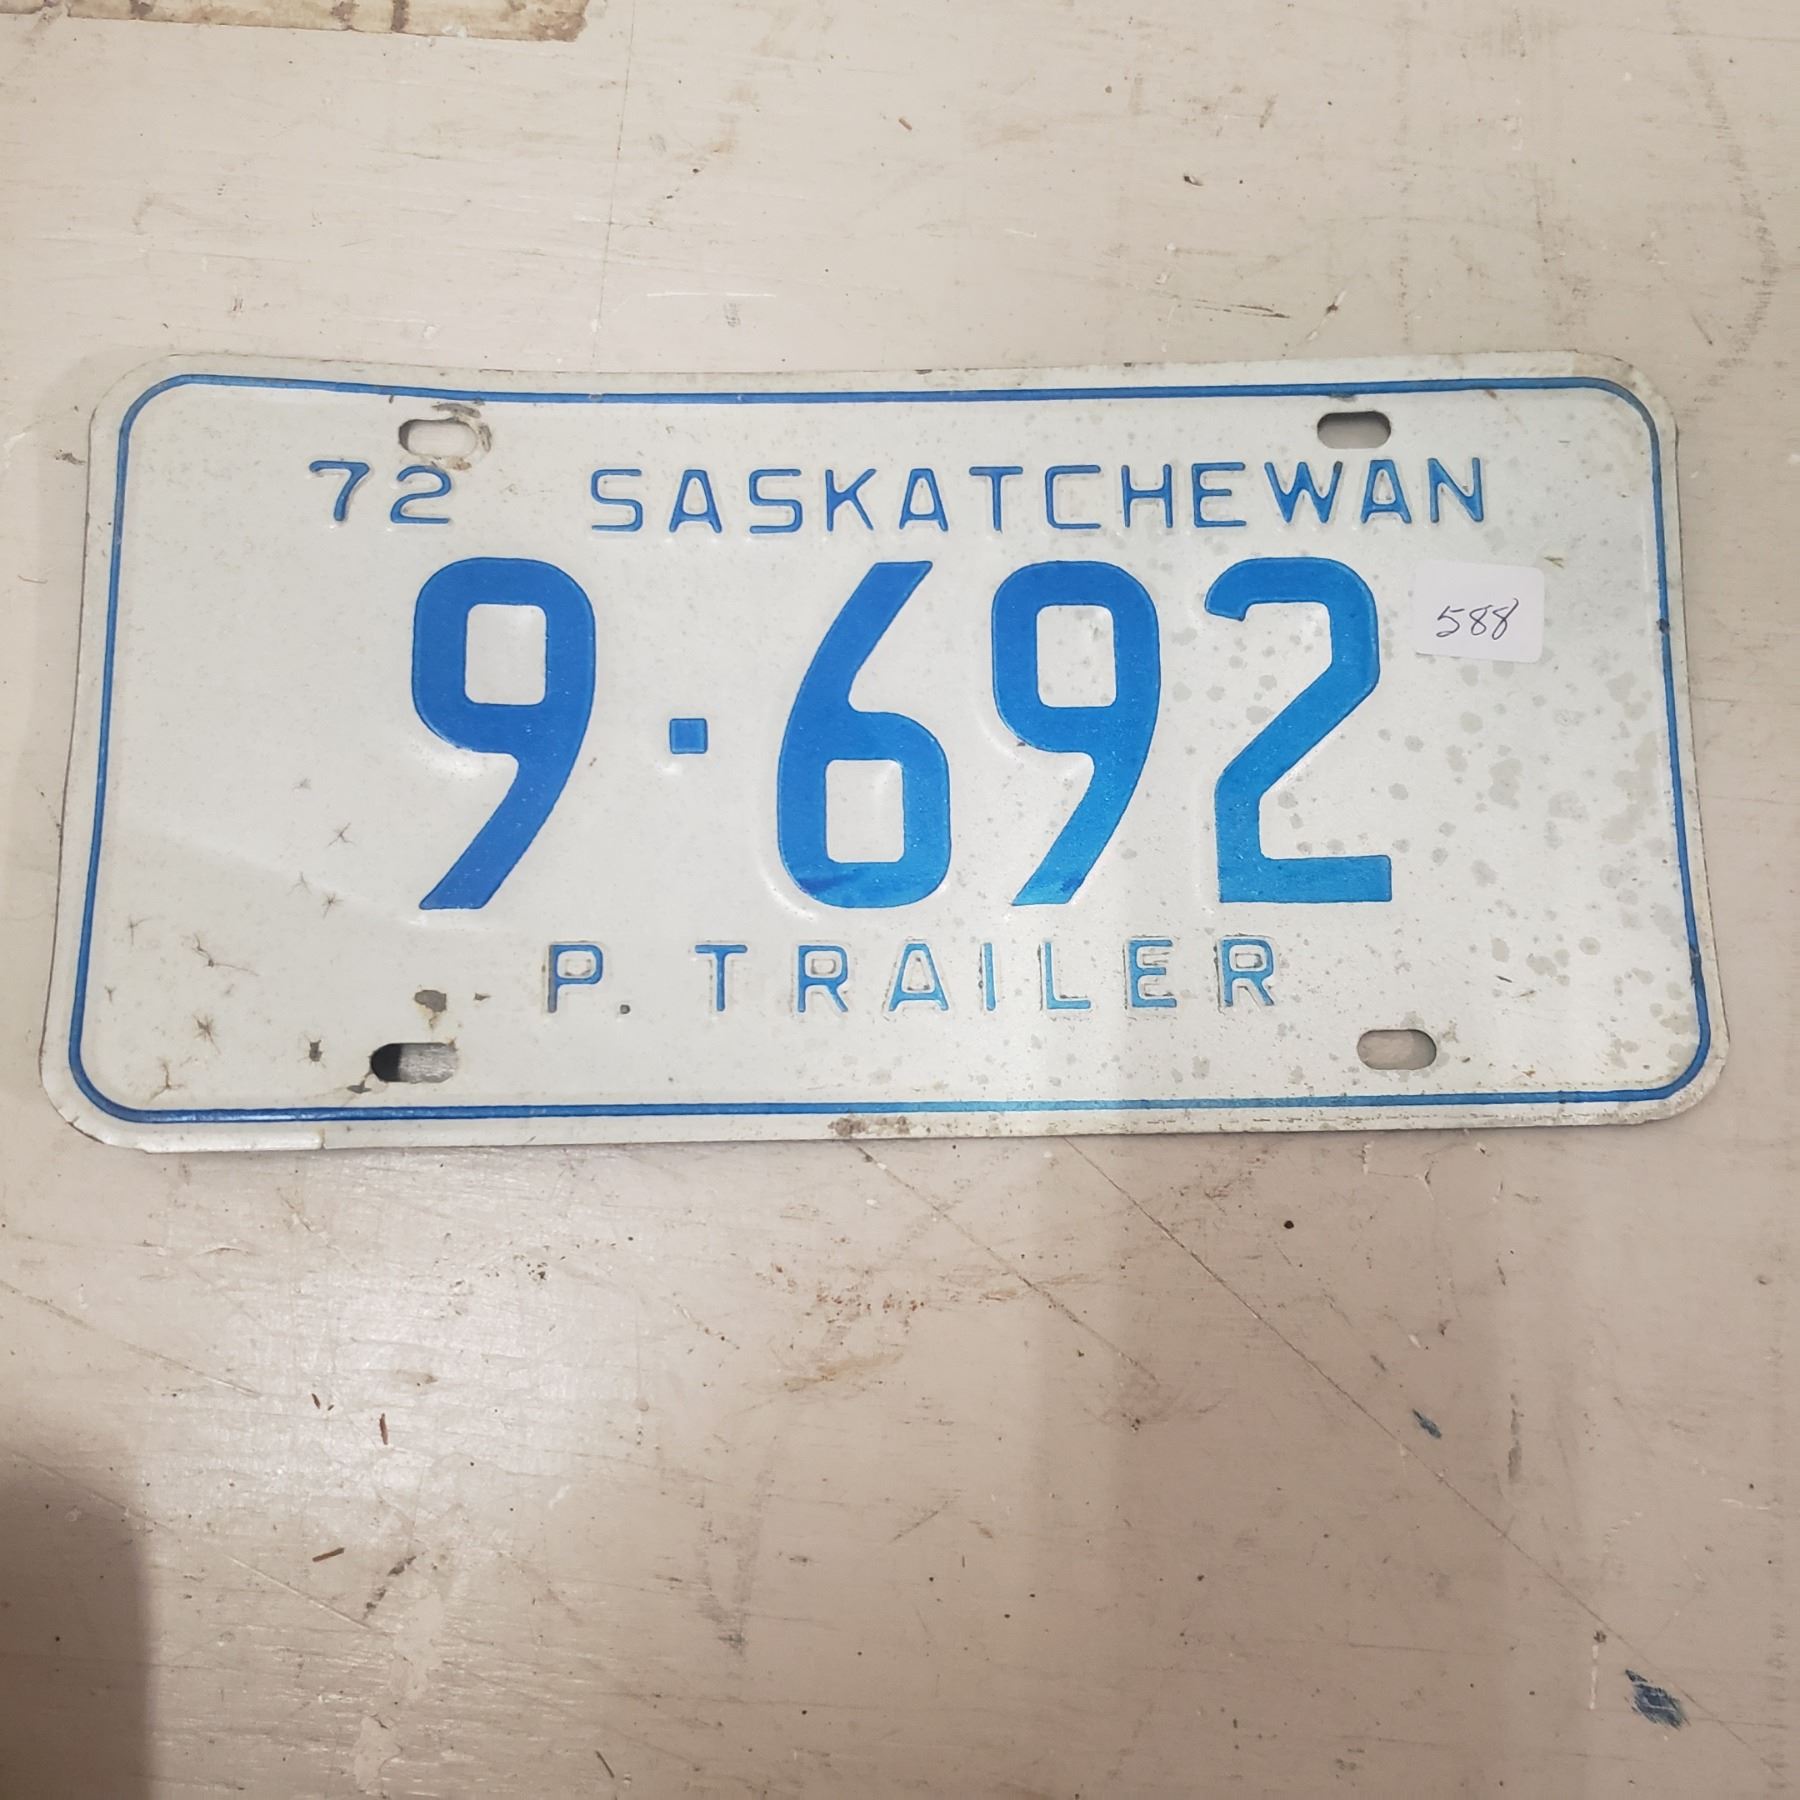 72 SASKATCHEWAN
9-692
588
P. TRAILER